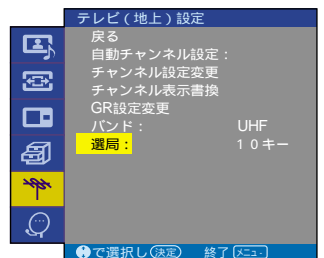 テレビ（地上）設定
戻る
自動チャンネル設定：
チャンネル設定変更
チャンネル表示書換
GR設定変更
バンド： UHF
選局： １０キー
で選択し 決定 終了 メニュー